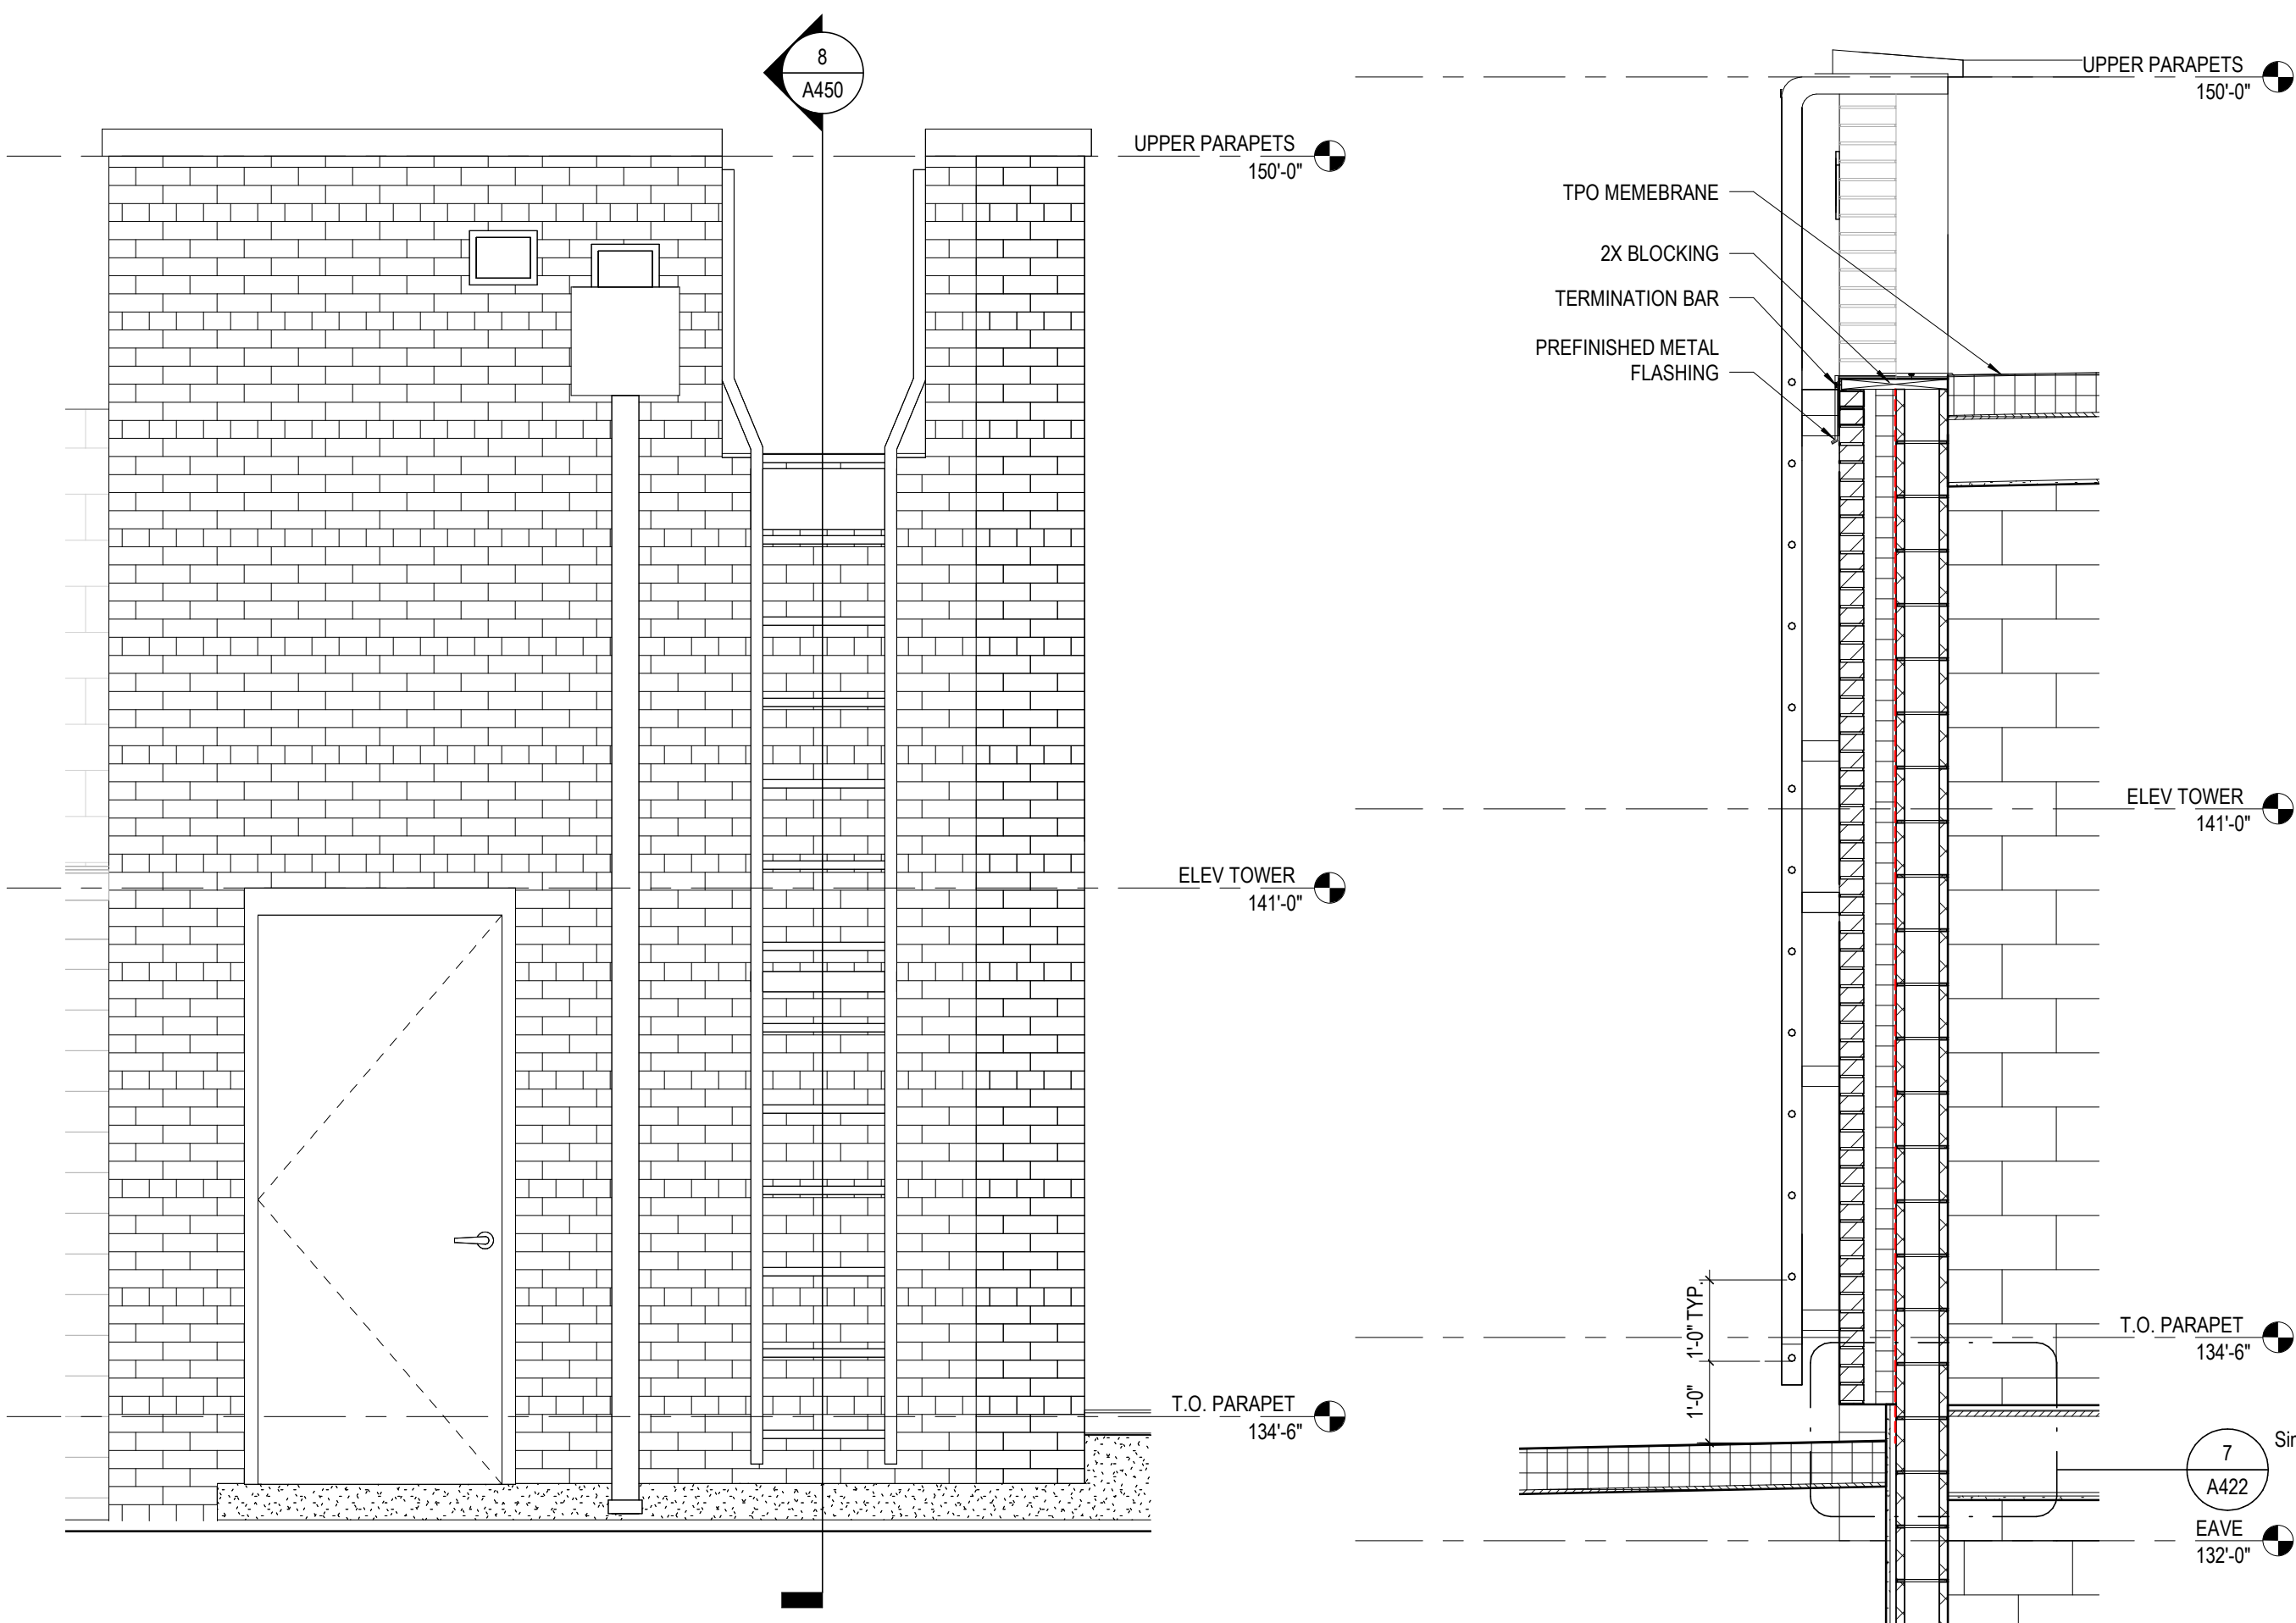 8
A450
UPPER PARAPETS
150'-0"
ELEV TOWER
141'-0"
T.O. PARAPET
134'-6"
UPPER PARAPETS
150'-0"
TPO MEMEBRANE
2X BLOCKING
TERMINATION BAR
PREFINISHED METAL
FLASHING
ELEV TOWER
141'-0"
1'-0" TYP.
1'-0"
T.O. PARAPET
134'-6"
7
A422
EAVE
132'-0"